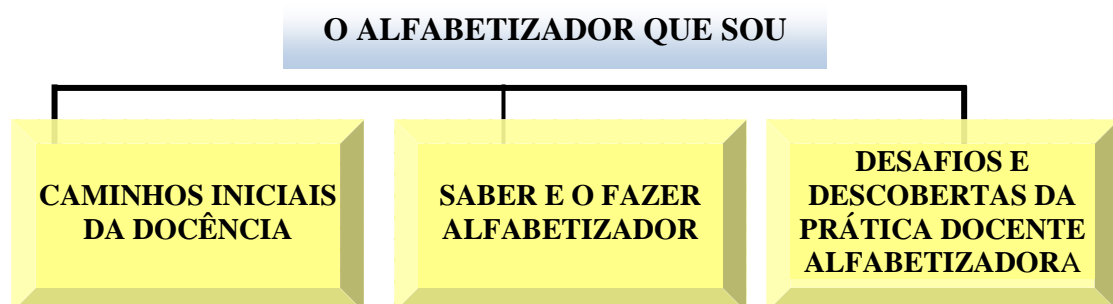 O ALFABETIZADOR QUE SOU
CAMINHOS INICIAIS
DA DOCÊNCIA
SABER E O FAZER
ALFABETIZADOR
DESAFIOS E
DESCOBERTAS DA
PRÁTICA DOCENTE
ALFABETIZADORA